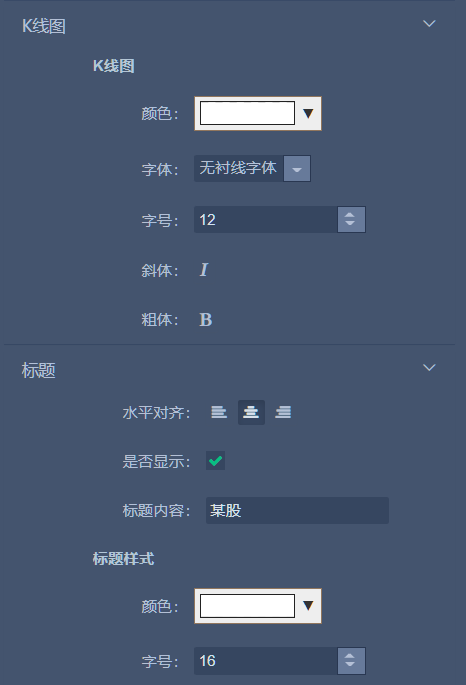 K线图
K线图
颜色:
字体: 无衬线字体
字号: 12
斜体: I
粗体: B
标题
水平对齐:
是否显示:
标题内容: 某股
标题样式
颜色:
字号: 16